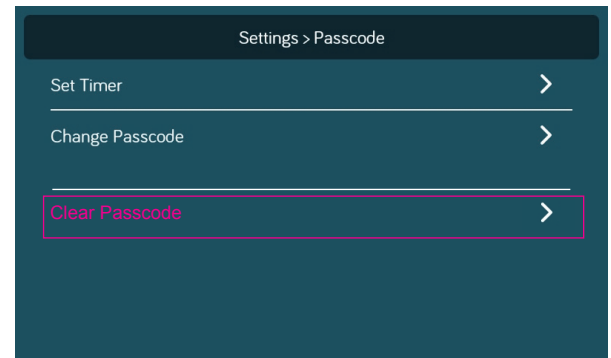 Settings > Passcode
Set Timer
Change Passcode
Clear Passcode